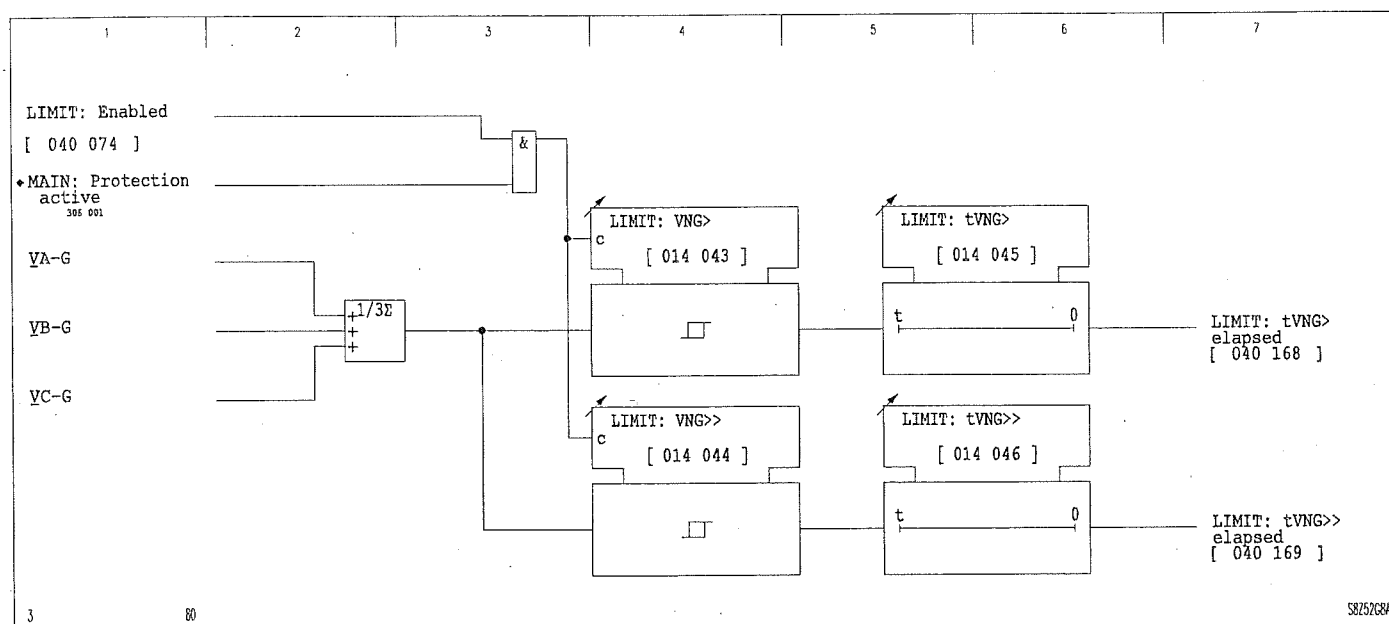 1 2 3 4 5 6 7
LIMIT: Enabled
[ 040 074 ]
&
◆MAIN: Protection
active
305 001
LIMIT: VNG>
c
[ 014 043 ]
LIMIT: tVNG>
[ 014 045 ]
VA-G
1/3Σ
+
VB-G
+
+
t 0
LIMIT: tVNG>
elapsed
[ 040 168 ]
VC-G
LIMIT: VNG>>
c
[ 014 044 ]
LIMIT: tVNG>>
[ 014 046 ]
t 0
LIMIT: tVNG>>
elapsed
[ 040 169 ]
3 80
S8Z52G8A